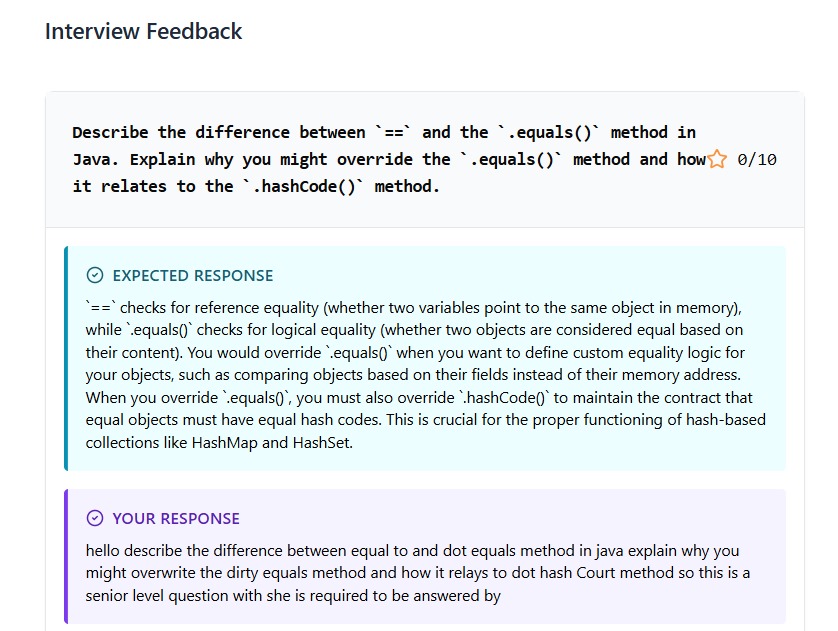 Interview Feedback
Describe the difference between `==` and the `.equals()` method in
Java. Explain why you might override the `.equals()` method and how 0/10
it relates to the `.hashCode()` method.
EXPECTED RESPONSE
`==` checks for reference equality (whether two variables point to the same object in memory),
while `.equals()` checks for logical equality (whether two objects are considered equal based on
their content). You would override `.equals()` when you want to define custom equality logic for
your objects, such as comparing objects based on their fields instead of their memory address.
When you override `.equals()`, you must also override `.hashCode()` to maintain the contract that
equal objects must have equal hash codes. This is crucial for the proper functioning of hash-based
collections like HashMap and HashSet.
YOUR RESPONSE
hello describe the difference between equal to and dot equals method in java explain why you
might overwrite the dirty equals method and how it relays to dot hash Court method so this is a
senior level question with she is required to be answered by